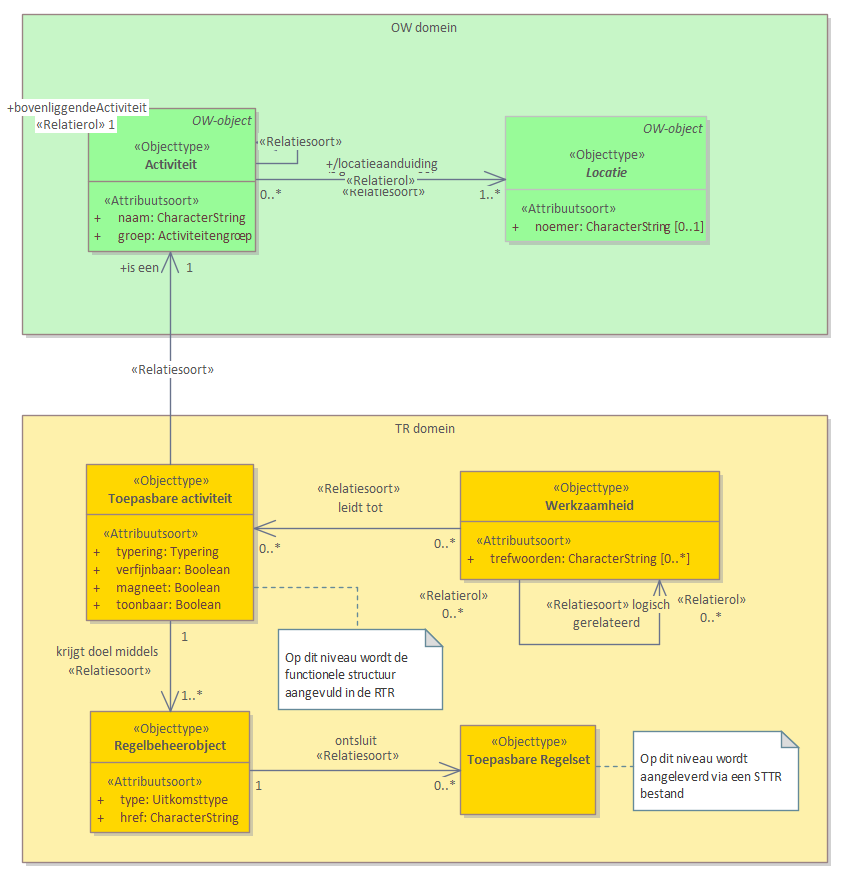 OW domein
+bovenliggendeActiviteit
«Relatierol» 1
OW-object
«Objecttype»
Activiteit
«Attribuutsoort»
+ naam: CharacterString
+ groep: Activiteitengroep
«Relatiesoort»
+/locatieaanduiding
«Relatierol»
«Relatiesoort»
0..*
1..*
OW-object
«Objecttype»
Locatie
«Attribuutsoort»
+ noemer: CharacterString [0..1]
+is een
1
«Relatiesoort»
TR domein
«Objecttype»
Toepasbare activiteit
«Attribuutsoort»
+ typering: Typering
+ verfijnbaar: Boolean
+ magneet: Boolean
+ toonbaar: Boolean
«Relatiesoort»
leidt tot
0..*
0..*
«Objecttype»
Werkzaamheid
«Attribuutsoort»
+ trefwoorden: CharacterString [0..*]
«Relatierol»
0..*
«Relatiesoort» logisch
gerelateerd
«Relatierol»
0..*
1
krijgt doel middels
«Relatiesoort»
1..*
Op dit niveau wordt de
functionele structuur
aangevuld in de RTR
«Objecttype»
Regelbeheerobject
«Attribuutsoort»
+ type: Uitkomsttype
+ href: CharacterString
ontsluit
«Relatiesoort»
1
0..*
«Objecttype»
Toepasbare Regelset
Op dit niveau wordt
aangeleverd via een STTR
bestand